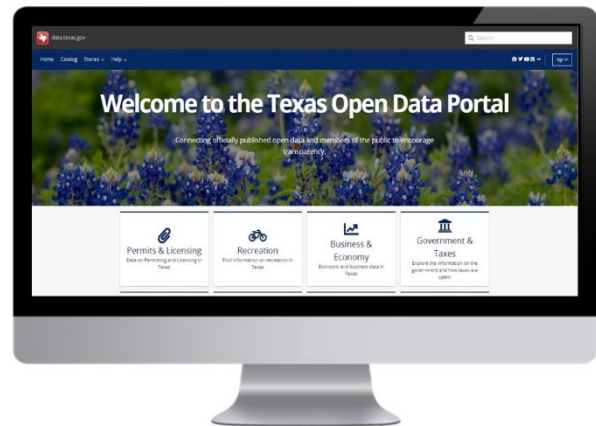 data.texas.gov
Search
Home Catalog Stories Help
Sign In
Welcome to the Texas Open Data Portal
Connecting officially published open data and members of the public to encourage
transparency.
Permits & Licensing
Data on Permitting and Licensing in
Texas
Recreation
Find information on recreation in
Texas
Business &
Economy
Economic and business data in
Texas
Government &
Taxes
Explore the information on the
government and how taxes are
spent